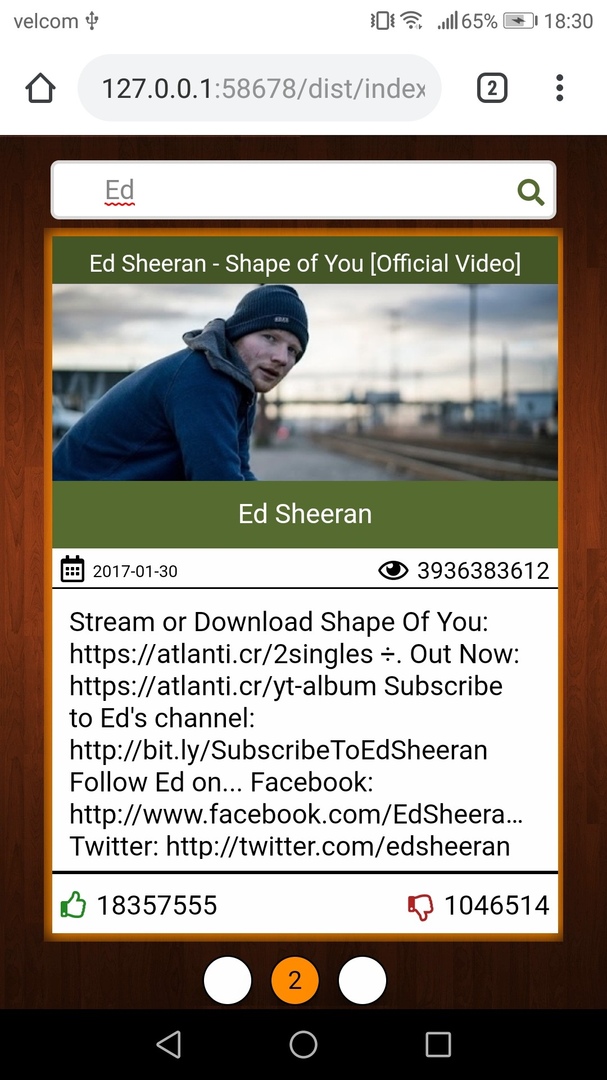 velcom 65% 18:30
127.0.0.1:58678/dist/index
2
Ed
Ed Sheeran - Shape of You [Official Video]
Ed Sheeran
2017-01-30 3936383612
Stream or Download Shape Of You:
https://atlanti.cr/2singles ÷. Out Now:
https://atlanti.cr/yt-album Subscribe
to Ed's channel:
http://bit.ly/SubscribeToEdSheeran
Follow Ed on... Facebook:
http://www.facebook.com/EdSheera...
Twitter: http://twitter.com/edsheeran
18357555 1046514
2